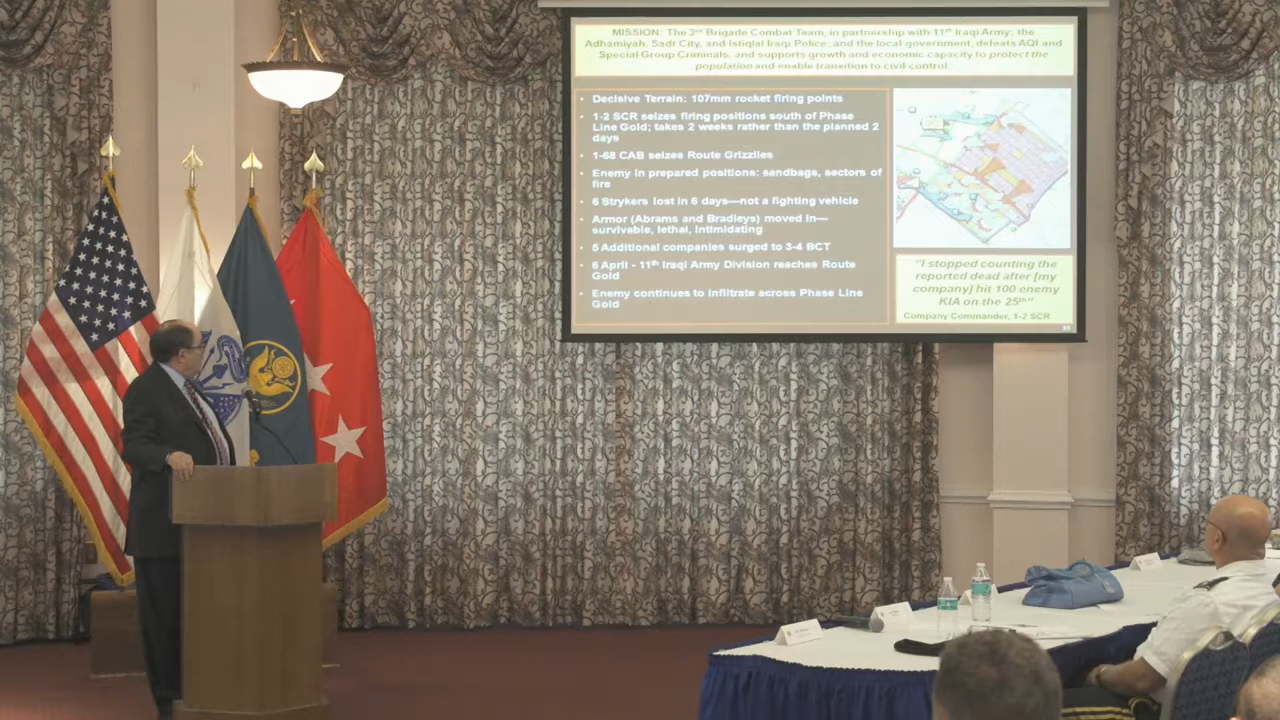 MISSION: The 3rd Brigade Combat Team, in partnership with 11th Iraqi Army; the
Adhamiyah, Sadr City, and Istiqlal Iraqi Police; and the local government, defeats AQI and
Special Group Criminals, and supports growth and economic capacity to protect the
population and enable transition to civil control.
• Decisive Terrain: 107mm rocket firing points
• 1-2 SCR seizes firing positions south of Phase
Line Gold; takes 2 weeks rather than the planned 2
days
• 1-68 CAB seizes Route Grizzlies
• Enemy in prepared positions: sandbags, sectors of
fire
• 6 Strykers lost in 6 days—not a fighting vehicle
• Armor (Abrams and Bradleys) moved in—
survivable, lethal, intimidating
• 5 Additional companies surged to 3-4 BCT
• 6 April - 11th Iraqi Army Division reaches Route
Gold
• Enemy continues to infiltrate across Phase Line
Gold
"I stopped counting the
reported dead after [my
company] hit 100 enemy
KIA on the 25th"
Company Commander, 1-2 SCR